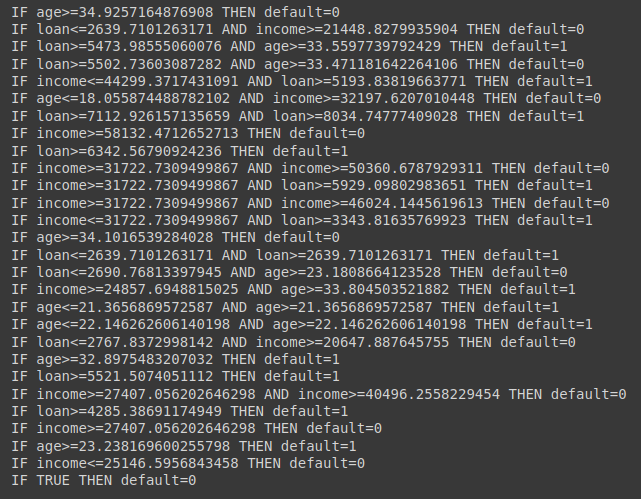 IF age>=34.9257164876908 THEN default=0
IF loan<=2639.7101263171 AND income>=21448.8279935904 THEN default=0
IF loan>=5473.98555060076 AND age>=33.5597739792429 THEN default=1
IF loan>=5502.73603087282 AND age>=33.471181642264106 THEN default=0
IF income<=44299.3717431091 AND loan>=5193.83819663771 THEN default=1
IF age<=18.055874488782102 AND income>=32197.6207010448 THEN default=0
IF loan>=7112.926157135659 AND loan>=8034.74777409028 THEN default=1
IF income>=58132.4712652713 THEN default=0
IF loan>=6342.56790924236 THEN default=1
IF income>=31722.7309499867 AND income>=50360.6787929311 THEN default=0
IF income>=31722.7309499867 AND loan>=5929.09802983651 THEN default=1
IF income>=31722.7309499867 AND income>=46024.1445619613 THEN default=0
IF income<=31722.7309499867 AND loan>=3343.81635769923 THEN default=1
IF age>=34.1016539284028 THEN default=0
IF loan<=2639.7101263171 AND loan>=2639.7101263171 THEN default=1
IF loan<=2690.76813397945 AND age>=23.1808664123528 THEN default=0
IF income>=24857.6948815025 AND age>=33.804503521882 THEN default=1
IF age<=21.3656869572587 AND age>=21.3656869572587 THEN default=1
IF age<=22.146262606140198 AND age>=22.146262606140198 THEN default=1
IF loan<=2767.8372998142 AND income>=20647.887645755 THEN default=0
IF age>=32.8975483207032 THEN default=1
IF loan>=5521.5074051112 THEN default=1
IF income>=27407.056202646298 AND income>=40496.2558229454 THEN default=0
IF loan>=4285.38691174949 THEN default=1
IF income>=27407.056202646298 THEN default=0
IF age>=23.238169600255798 THEN default=1
IF income<=25146.5956843458 THEN default=0
IF TRUE THEN default=0